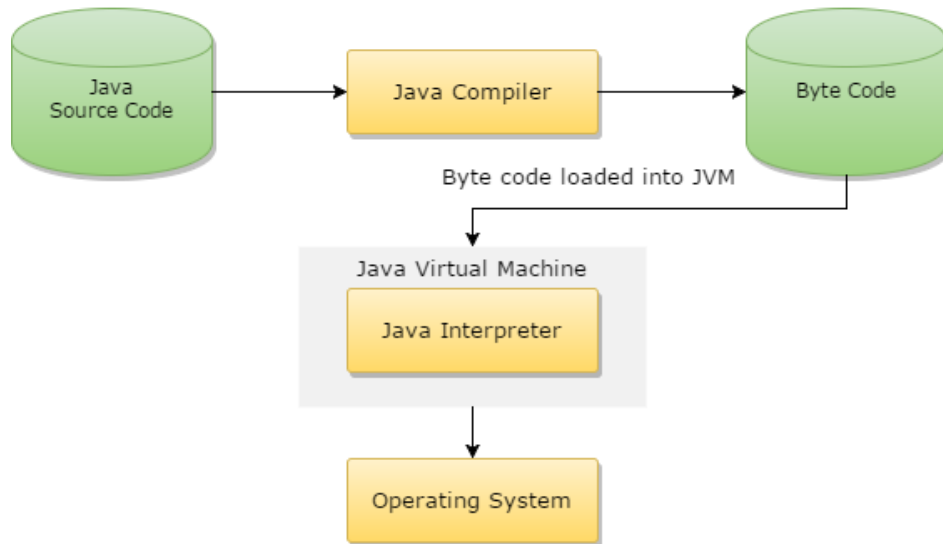 Java
Source Code
Java Compiler
Byte Code
Byte code loaded into JVM
Java Virtual Machine
Java Interpreter
Operating System